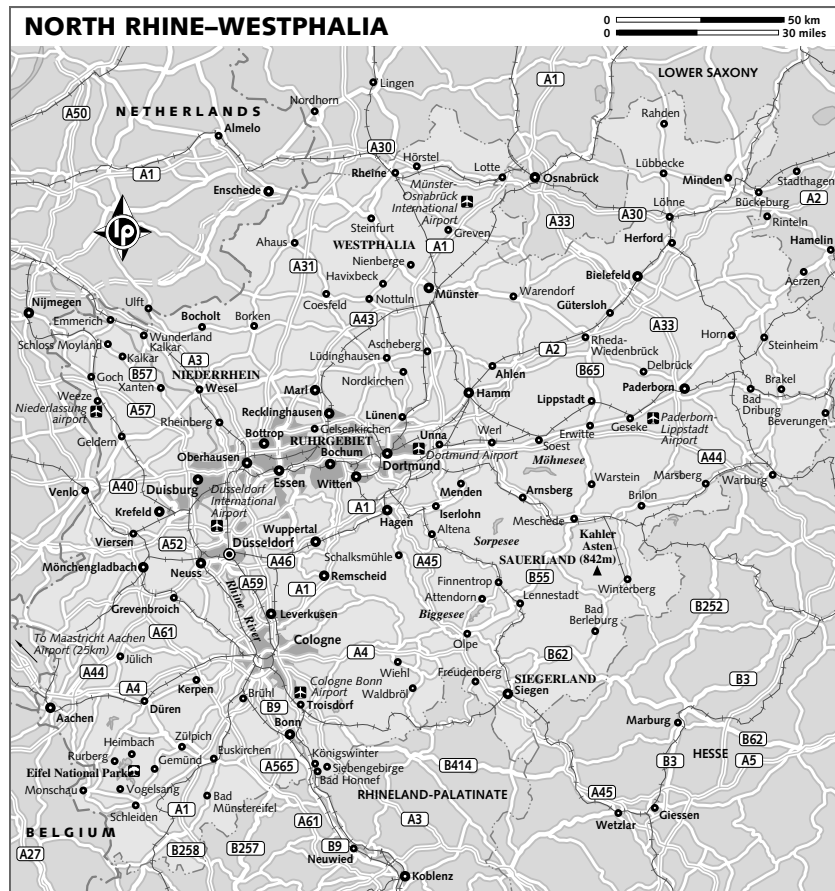 NORTH RHINE–WESTPHALIA
0 50 km
0 30 miles
LOWER SAXONY
NETHERLANDS
Lingen
A1
Nordhorn
A50
Almelo
Rahden
A30
Hörstel
Rheine
Lotte
Osnabrück
Lübbecke
Minden
Stadthagen
A1
Enschede
Münster-
Osnabrück
International
Airport
Bückeburg
A2
lp
Steinfurt
Greven
A33
A30
Löhne
Rinteln
Ahaus
WESTPHALIA
A1
Herford
Hamelin
A31
Nienberge
Havixbeck
Bielefeld
Aerzen
Nijmegen
Ulft
Coesfeld
Nottuln
Münster
Warendorf
Gütersloh
Emmerich
Bocholt
Borken
A43
A33
Schloss Moyland
Wunderland
Kalkar
Kalkar
A3
Ascheberg
A2
Rheda-
Wiedenbrück
Horn
Steinheim
Lüdinghausen
B57
Goch
NIEDERRHEIN
Nordkirchen
Ahlen
B65
Delbrück
Weeze
Xanten
Wesel
Marl
Hamm
Lippstadt
Paderborn
Brakel
Niederlassung
airport
A57
Recklinghausen
Lünen
Bad
Driburg
Beverungen
Rheinberg
Gelsenkirchen
Geseke
Paderborn-
Lippstadt
Airport
Geldern
Bottrop
RUHRGEBIET
Unna
Werl
Erwitte
Soest
Oberhausen
Bochum
Dortmund
Dortmund Airport
Möhnesee
A44
Essen
Witten
Venlo
A40
Duisburg
Düsseldorf
International
Airport
Menden
Arnsberg
Warstein
Marsberg
Warburg
Krefeld
A1
Iserlohn
Brilon
Viersen
Wuppertal
Hagen
Altena
Meschede
A52
Düsseldorf
Sorpesee
Kahler
Asten
(842m)
Mönchengladbach
Neuss
A46
Schalksmühle
A45
SAUERLAND
A59
A1
Remscheid
Finnentrop
B55
Winterberg
Grevenbroich
Rhine River
Attendorn
Lennestadt
B252
Leverkusen
Biggesee
Bad
Berleburg
A61
To Maastricht Aachen
Airport (25km)
Cologne
Olpe
Jülich
A4
B62
A44
Wiehl
Freudenberg
SIEGERLAND
B3
A4
Kerpen
Cologne Bonn
Airport
Waldbröl
Siegen
Brühl
Aachen
Düren
B9
Troisdorf
Marburg
Bonn
B62
Zülpich
Heimbach
Euskirchen
Königswinter
HESSE
Rurberg
Gemünd
A565
Siebengebirge
B414
B3
A5
Eifel National Park
Bad Honnef
Monschau
Vogelsang
Bad
Münstereifel
RHINELAND-PALATINATE
A45
Schleiden
A1
A61
A3
Wetzlar
Giessen
BELGIUM
B258
B257
B9
Neuwied
A27
Koblenz